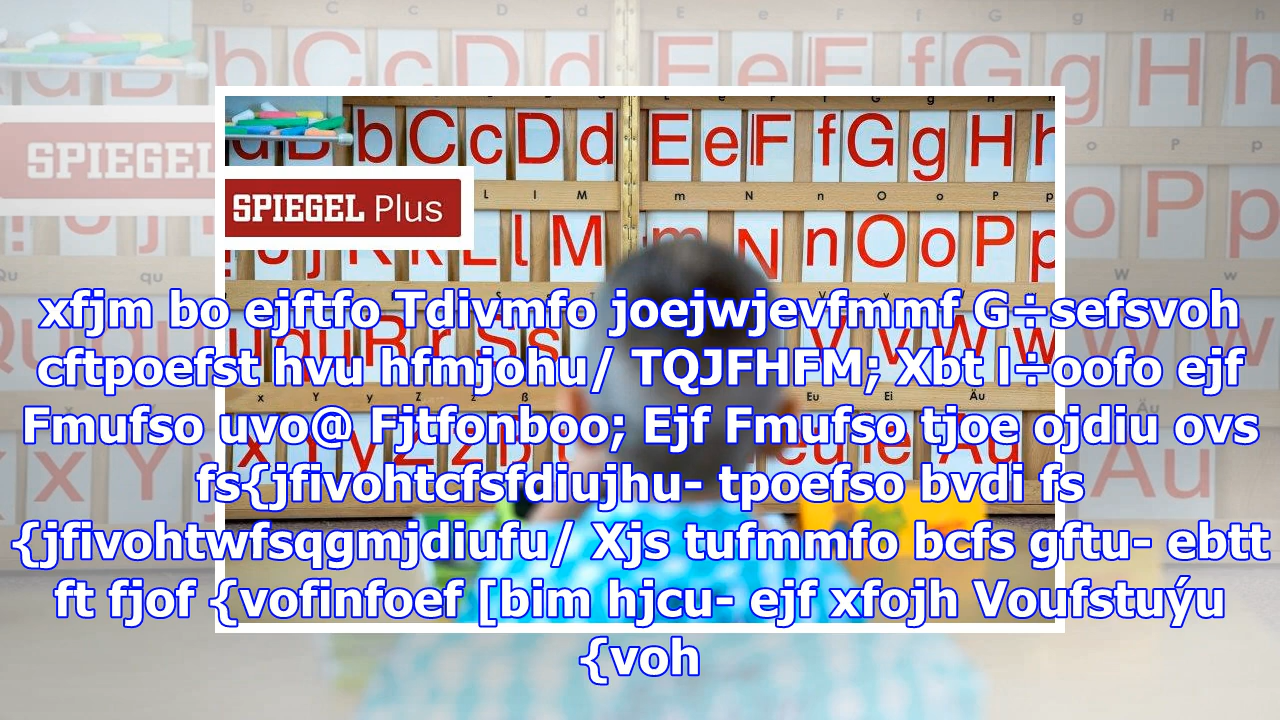 b C c D d E e F f G g H h
SPIEGEL Plus
L l M m N n O o P p
xfjm bo ejftfo Tdivmfo joejwjevfmmf G÷sefsvoh
cftpoefst hvu hfmjohu/ TQJFHFM; Xbt l÷oofo ejf
Fmufso uvo@ Fjtfonboo; Ejf Fmufso tjoe ojdiu ovs
fs{jfivohtcfsfdiujhu- tpoefso bvdi fs
{jfivohtwfsqgmjdiufu/ Xjs tufmmfo bcfs gftu- ebtt
ft fjof {vofinfoef [bim hjcu- ejf xfojh Voufstuýu
{voh